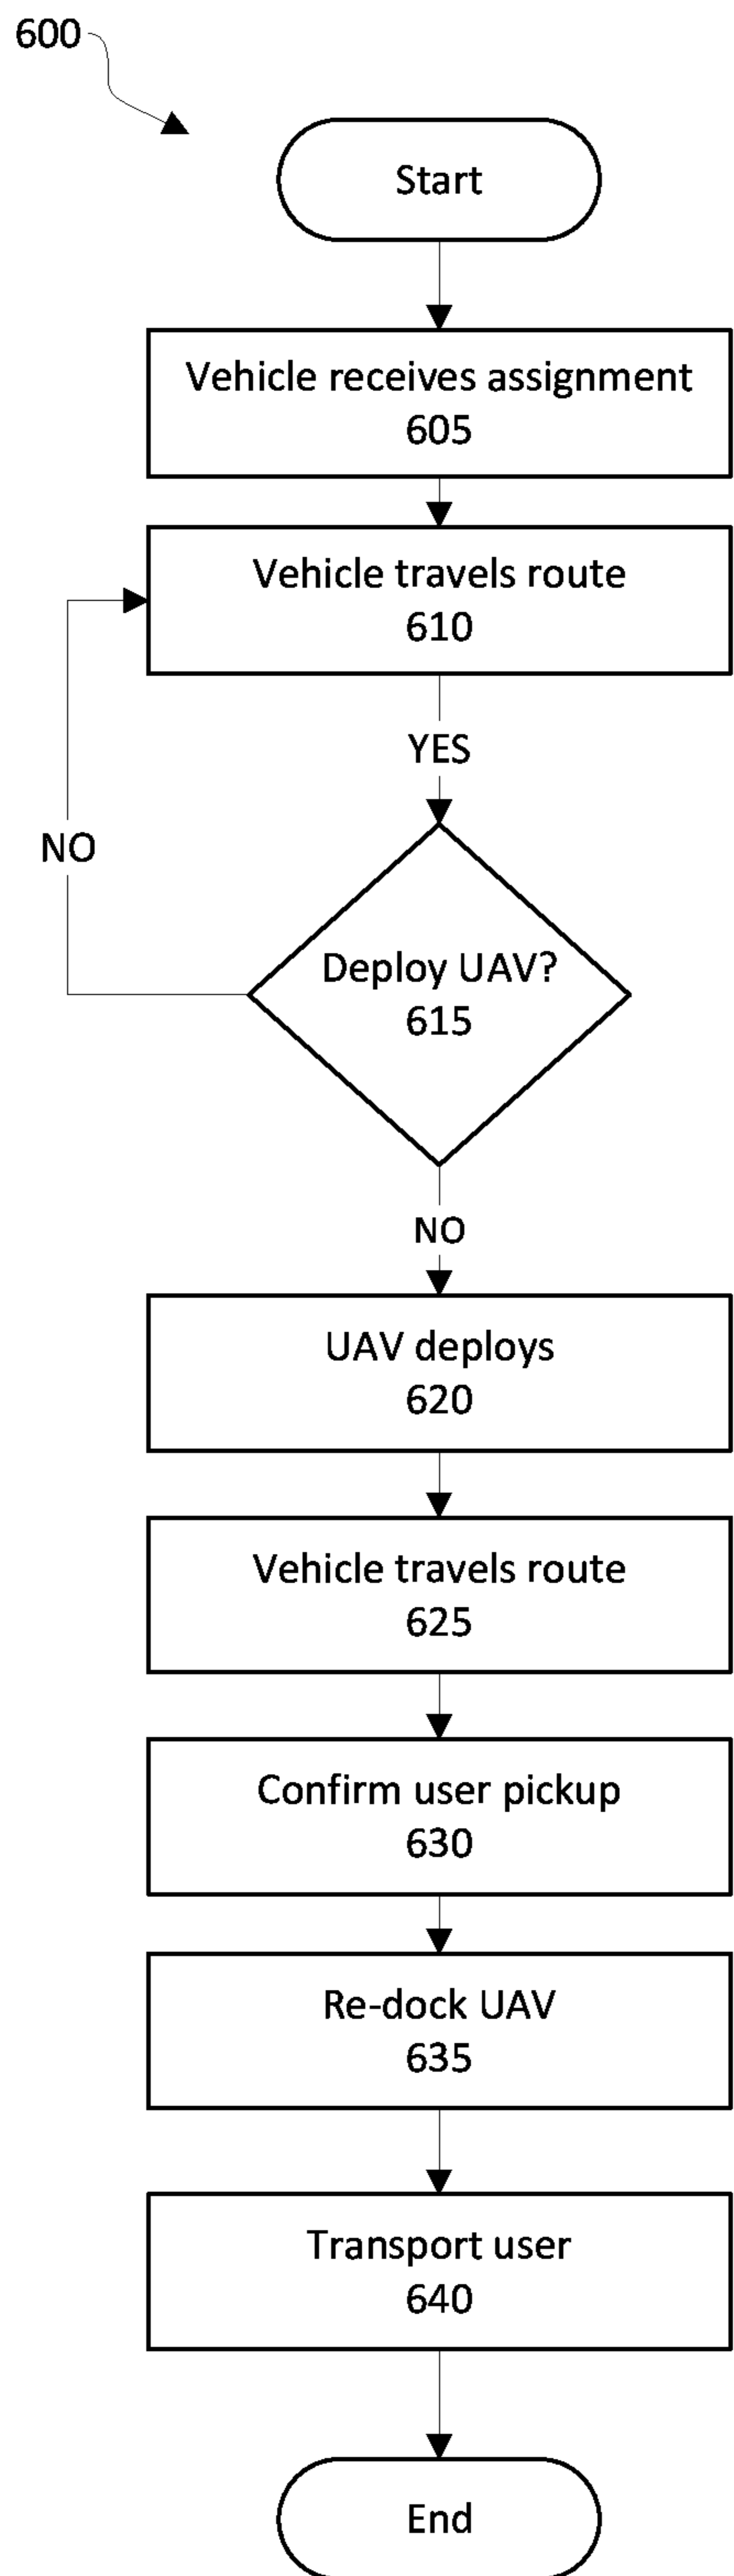 600
Start
Vehicle receives assignment
605
Vehicle travels route
610
YES
NO
Deploy UAV?
615
NO
UAV deploys
620
Vehicle travels route
625
Confirm user pickup
630
Re-dock UAV
635
Transport user
640
End